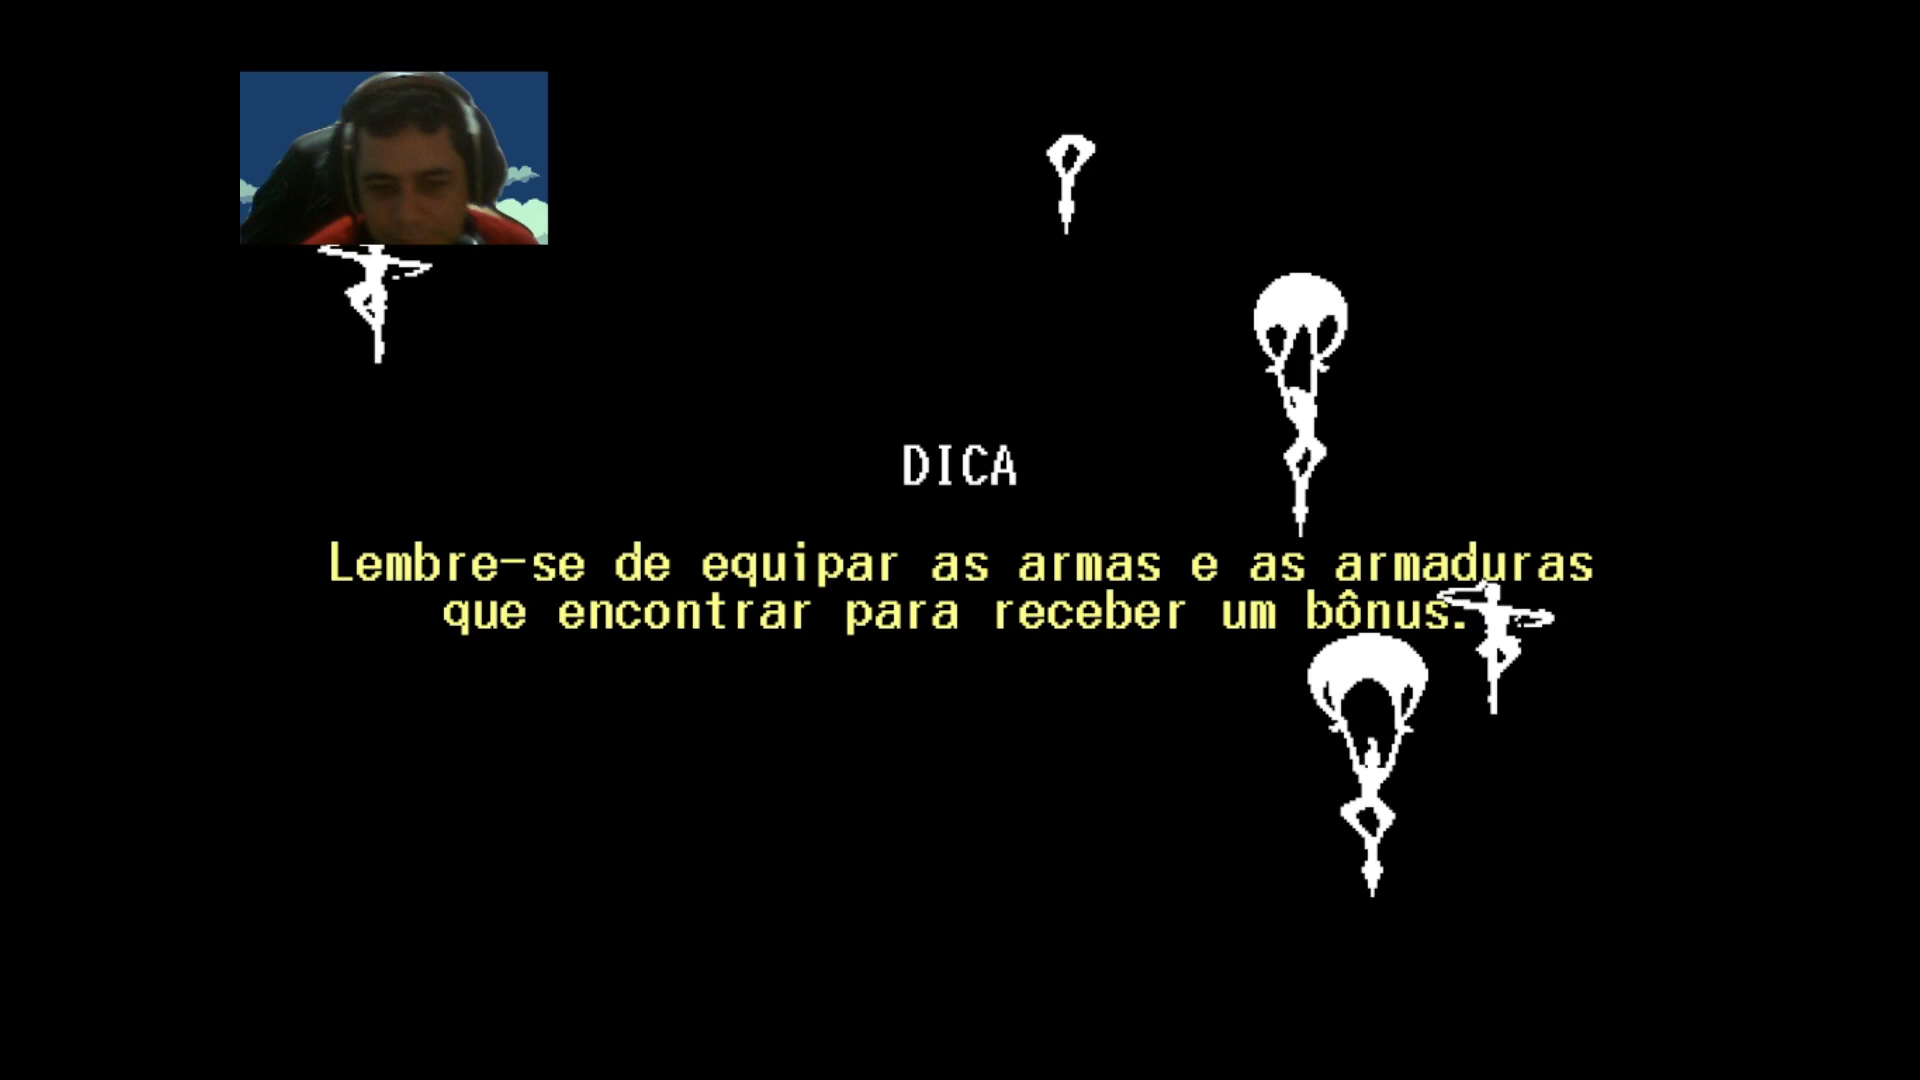 DICA
Lembre-se de equipar as armas e as armaduras
que encontrar para receber um bônus.